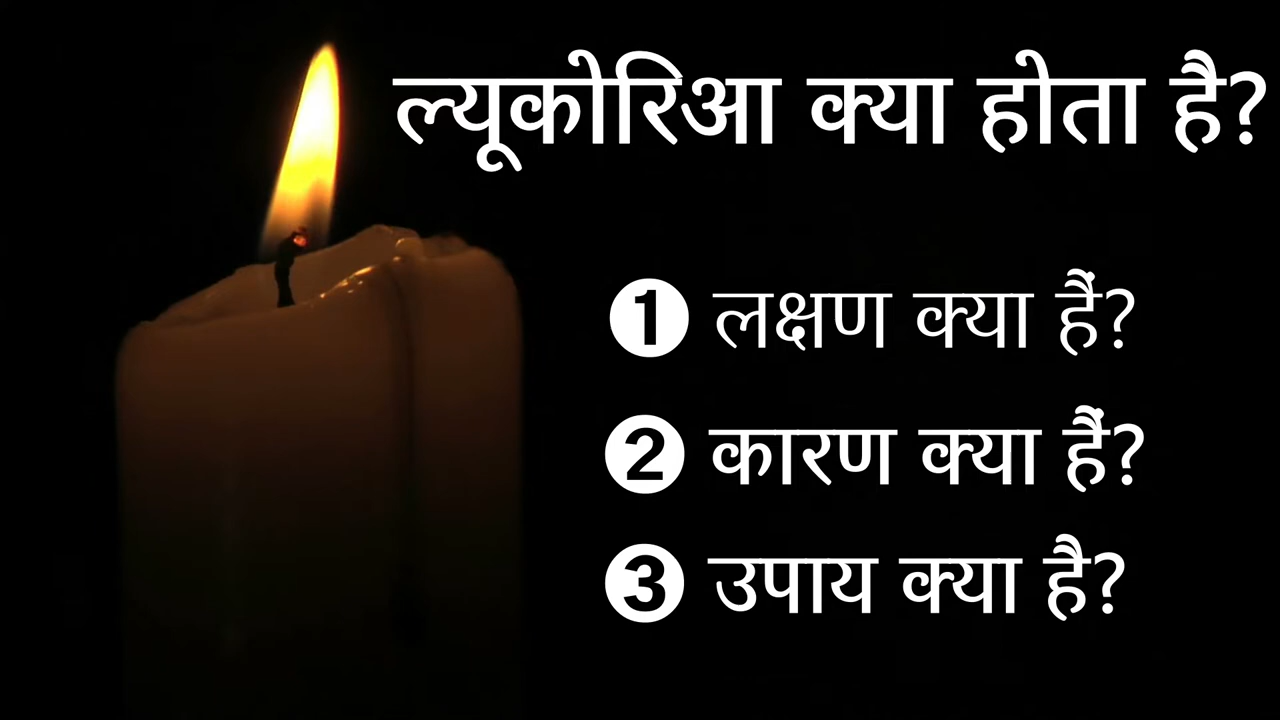 ल्यूकोरिआ क्या होता है?
❶ लक्षण क्या हैं?
❷ कारण क्या हैं?
❸ उपाय क्या है?